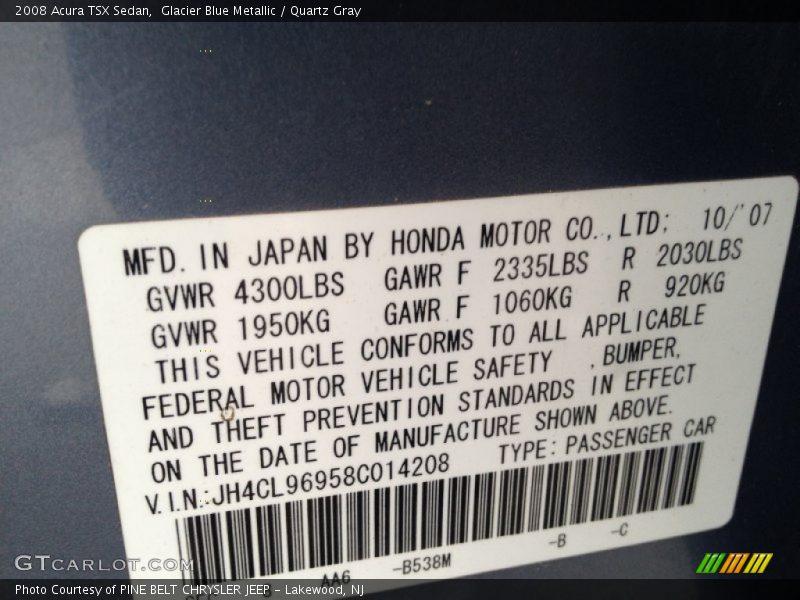 2008 Acura TSX Sedan, Glacier Blue Metallic / Quartz Gray
MFD. IN JAPAN BY HONDA MOTOR CO., LTD; 10/'07
GVWR 4300LBS GAWR F 2335LBS R 2030LBS
GVWR 1950KG GAWR F 1060KG R 920KG
THIS VEHICLE CONFORMS TO ALL APPLICABLE
FEDERAL MOTOR VEHICLE SAFETY , BUMPER,
AND THEFT PREVENTION STANDARDS IN EFFECT
ON THE DATE OF MANUFACTURE SHOWN ABOVE.
V.I.N.:JH4CL96958C014208 TYPE: PASSENGER CAR
AA6 -B538M -B -C
GTCARLOT.COM
Photo Courtesy of PINE BELT CHRYSLER JEEP - Lakewood, NJ